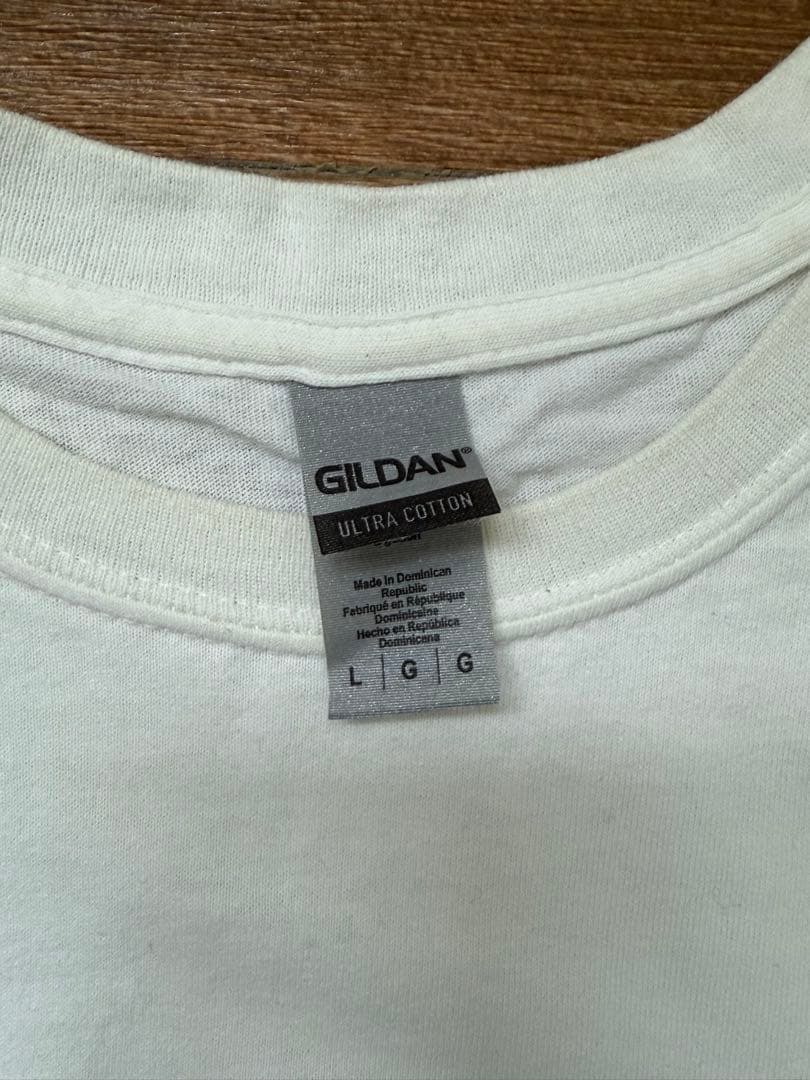 GILDAN®
ULTRA COTTON
Made in Dominican
Republic
Fabriqué en République
Dominicaine
Hecho en República
Dominicana
L | G | G